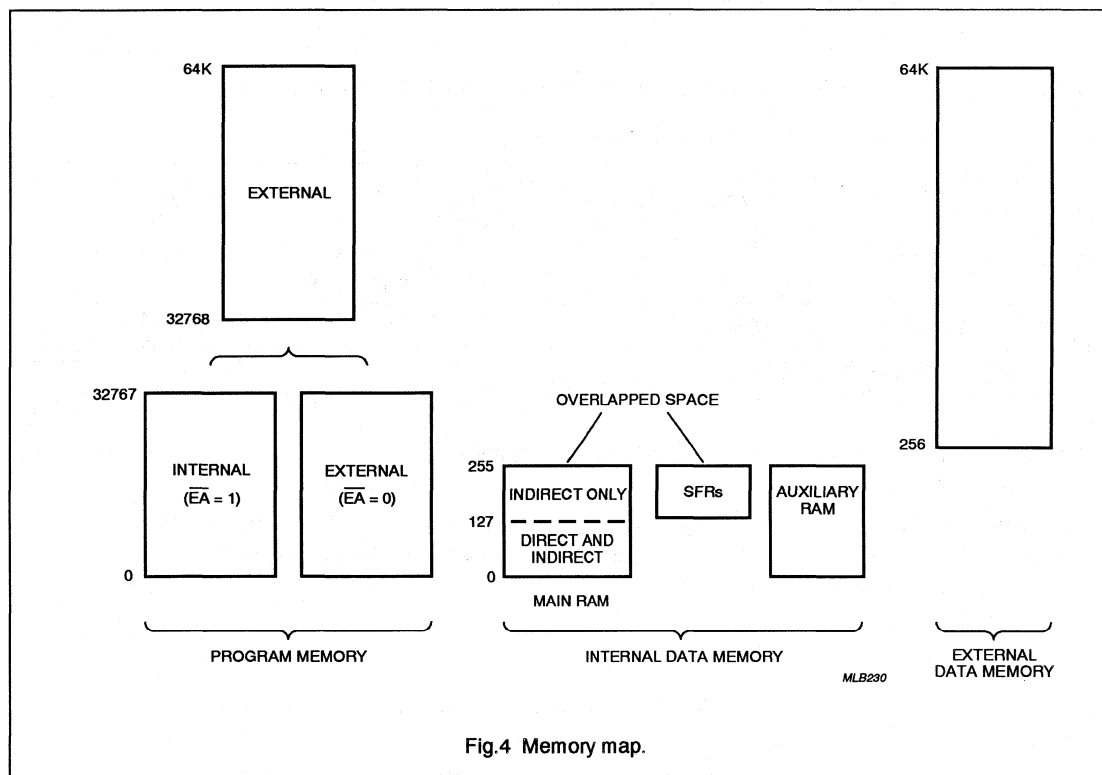 64K
EXTERNAL
32768
32767
INTERNAL
(E̅A̅ = 1)
0
EXTERNAL
(E̅A̅ = 0)
PROGRAM MEMORY
OVERLAPPED SPACE
255
INDIRECT ONLY
127
DIRECT AND
INDIRECT
0
MAIN RAM
SFRs
AUXILIARY
RAM
INTERNAL DATA MEMORY
64K
256
EXTERNAL
DATA MEMORY
MLB230
Fig.4 Memory map.